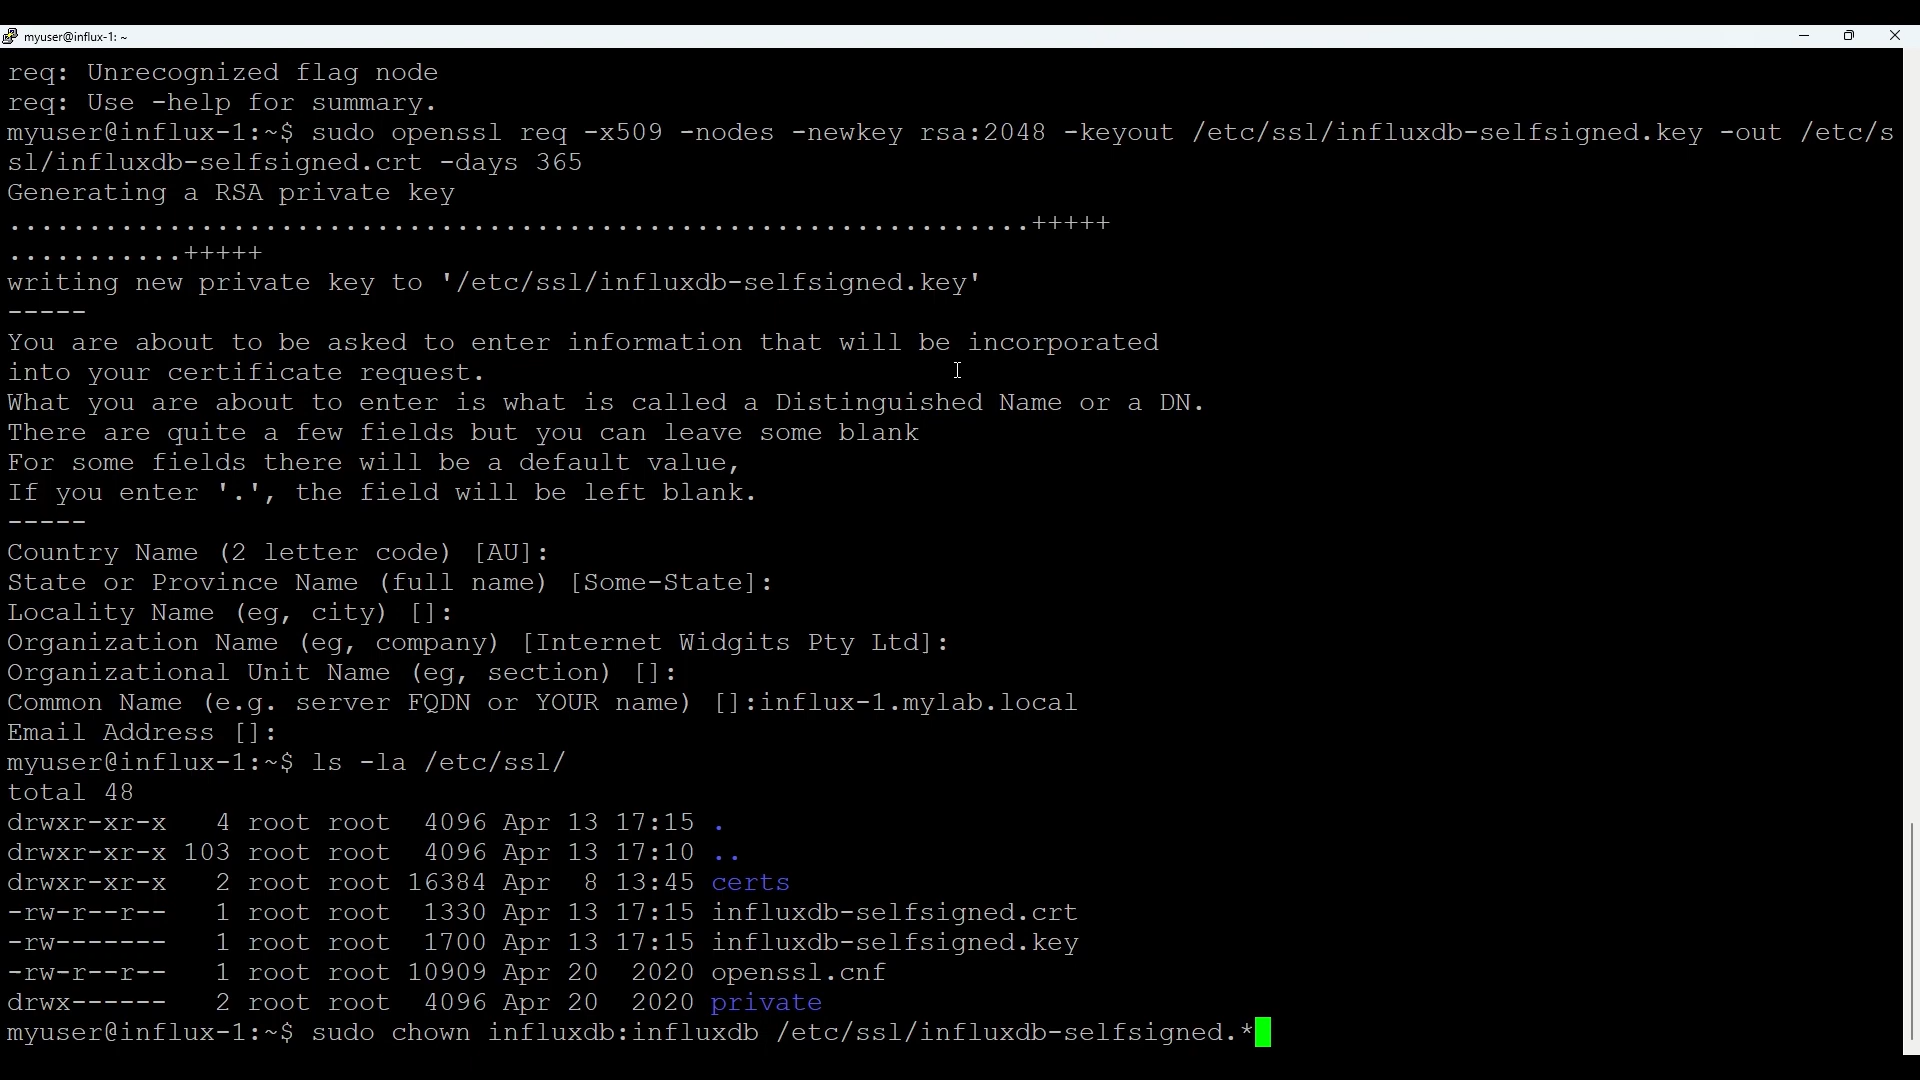 myuser@influx-1: ~
req: Unrecognized flag node
req: Use -help for summary.
myuser@influx-1:~$ sudo openssl req -x509 -nodes -newkey rsa:2048 -keyout /etc/ssl/influxdb-selfsigned.key -out /etc/s
sl/influxdb-selfsigned.crt -days 365
Generating a RSA private key
................................................................+++++
...........+++++
writing new private key to '/etc/ssl/influxdb-selfsigned.key'
-----
You are about to be asked to enter information that will be incorporated
into your certificate request.
What you are about to enter is what is called a Distinguished Name or a DN.
There are quite a few fields but you can leave some blank
For some fields there will be a default value,
If you enter '.', the field will be left blank.
-----
Country Name (2 letter code) [AU]:
State or Province Name (full name) [Some-State]:
Locality Name (eg, city) []:
Organization Name (eg, company) [Internet Widgits Pty Ltd]:
Organizational Unit Name (eg, section) []:
Common Name (e.g. server FQDN or YOUR name) []:influx-1.mylab.local
Email Address []:
myuser@influx-1:~$ ls -la /etc/ssl/
total 48
drwxr-xr-x   4 root root  4096 Apr 13 17:15 .
drwxr-xr-x 103 root root  4096 Apr 13 17:10 ..
drwxr-xr-x   2 root root 16384 Apr  8 13:45 certs
-rw-r--r--   1 root root  1330 Apr 13 17:15 influxdb-selfsigned.crt
-rw-------   1 root root  1700 Apr 13 17:15 influxdb-selfsigned.key
-rw-r--r--   1 root root 10909 Apr 20  2020 openssl.cnf
drwx------   2 root root  4096 Apr 20  2020 private
myuser@influx-1:~$ sudo chown influxdb:influxdb /etc/ssl/influxdb-selfsigned.*